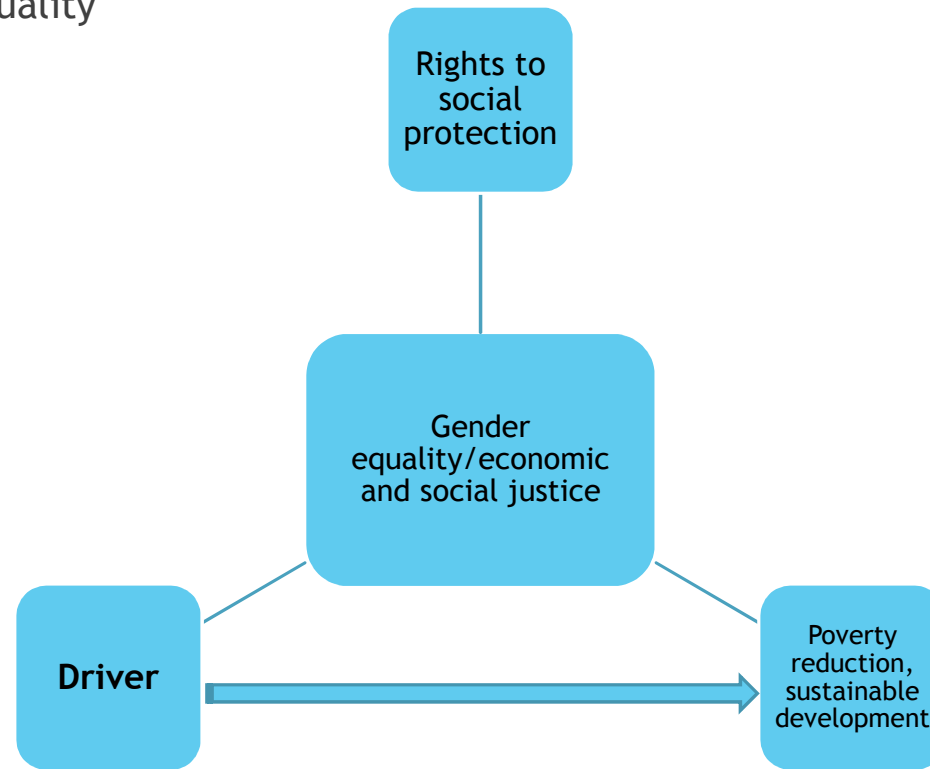 Rights to
social
protection
Gender
equality/economic
and social justice
Driver
Poverty
reduction,
sustainable
development